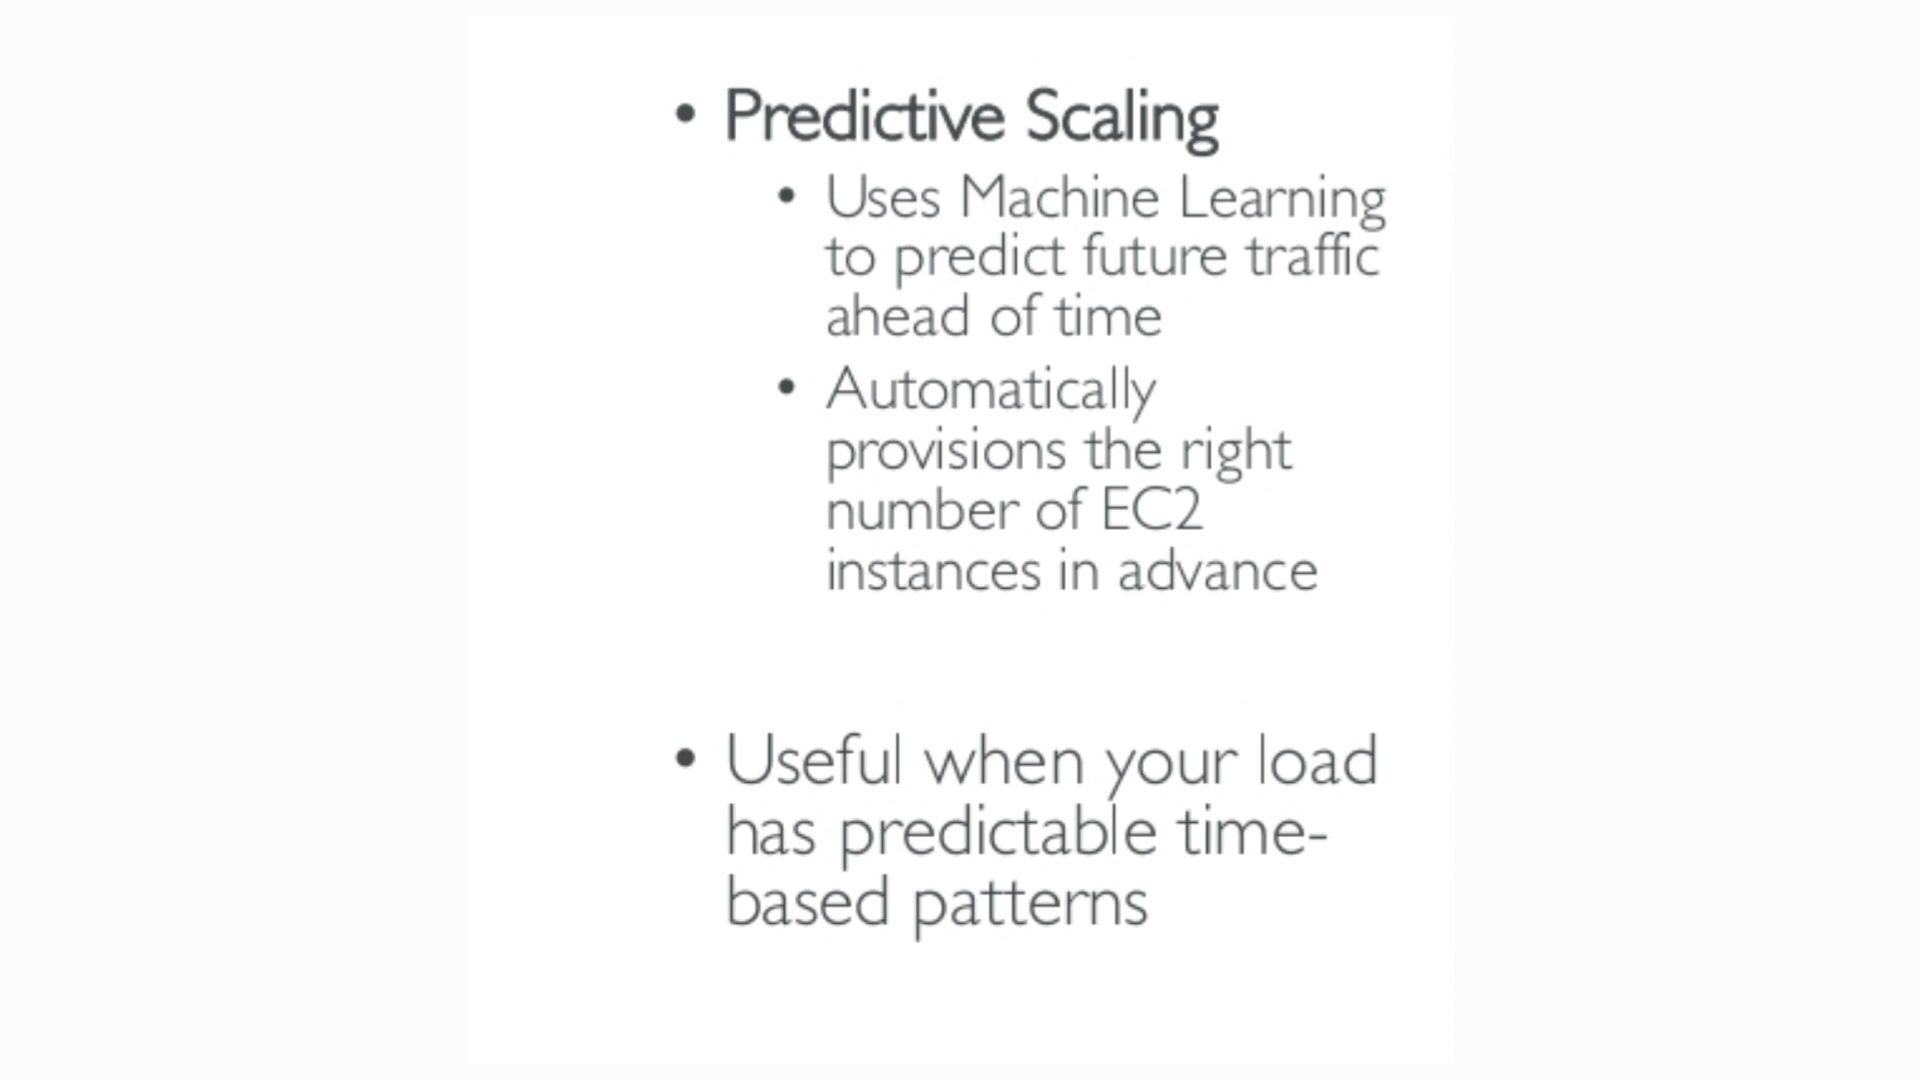 • Predictive Scaling
• Uses Machine Learning
to predict future traffic
ahead of time
• Automatically
provisions the right
number of EC2
instances in advance
• Useful when your load
has predictable time-
based patterns